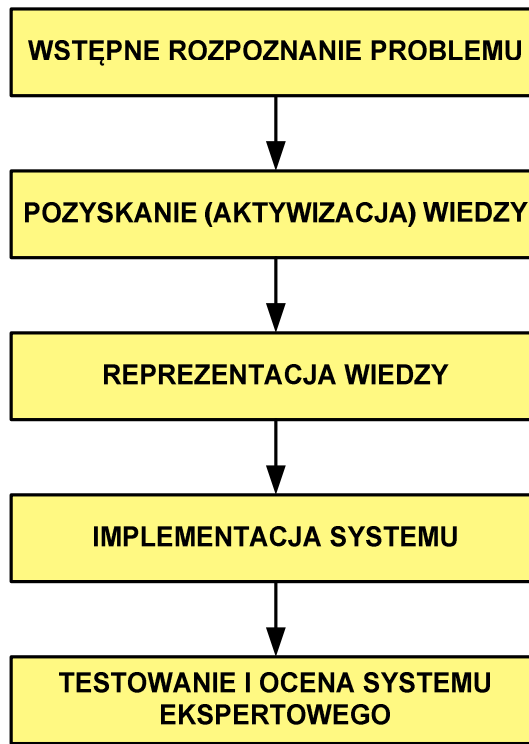 WSTĘPNE ROZPOZNANIE PROBLEMU
POZYSKANIE (AKTYWIZACJA) WIEDZY
REPREZENTACJA WIEDZY
IMPLEMENTACJA SYSTEMU
TESTOWANIE I OCENA SYSTEMU
EKSPERTOWEGO